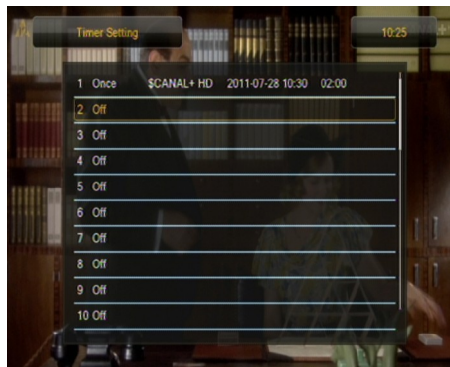 Timer Setting 10:25
1 Once $CANAL+ HD 2011-07-28 10:30 02:00
2 Off
3 Off
4 Off
5 Off
6 Off
7 Off
8 Off
9 Off
10 Off